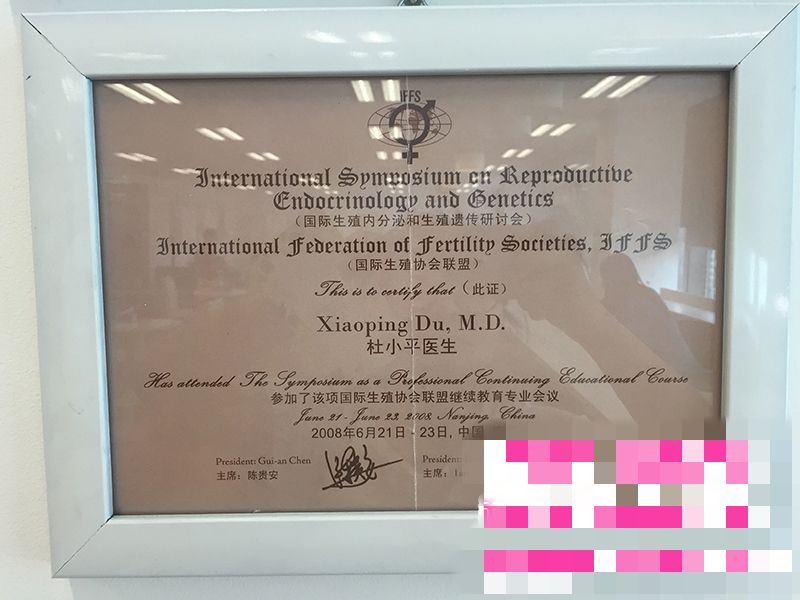 IFFS
International Symposium on Reproductive
Endocrinology and Genetics
(国际生殖内分泌和生殖遗传研讨会)
International Federation of Fertility Societies, IFFS
(国际生殖协会联盟)
This is to certify that (此证)
Xiaoping Du, M.D.
杜小平医生
Has attended The Symposium as a Professional Continuing Educational Course
参加了该项国际生殖协会联盟继续教育专业会议
June 21 - June 23, 2008, Nanjing, China
2008年6月21日 - 23日, 中国
President: Gui-an Chen
主席: 陈贵安
President:
主席: